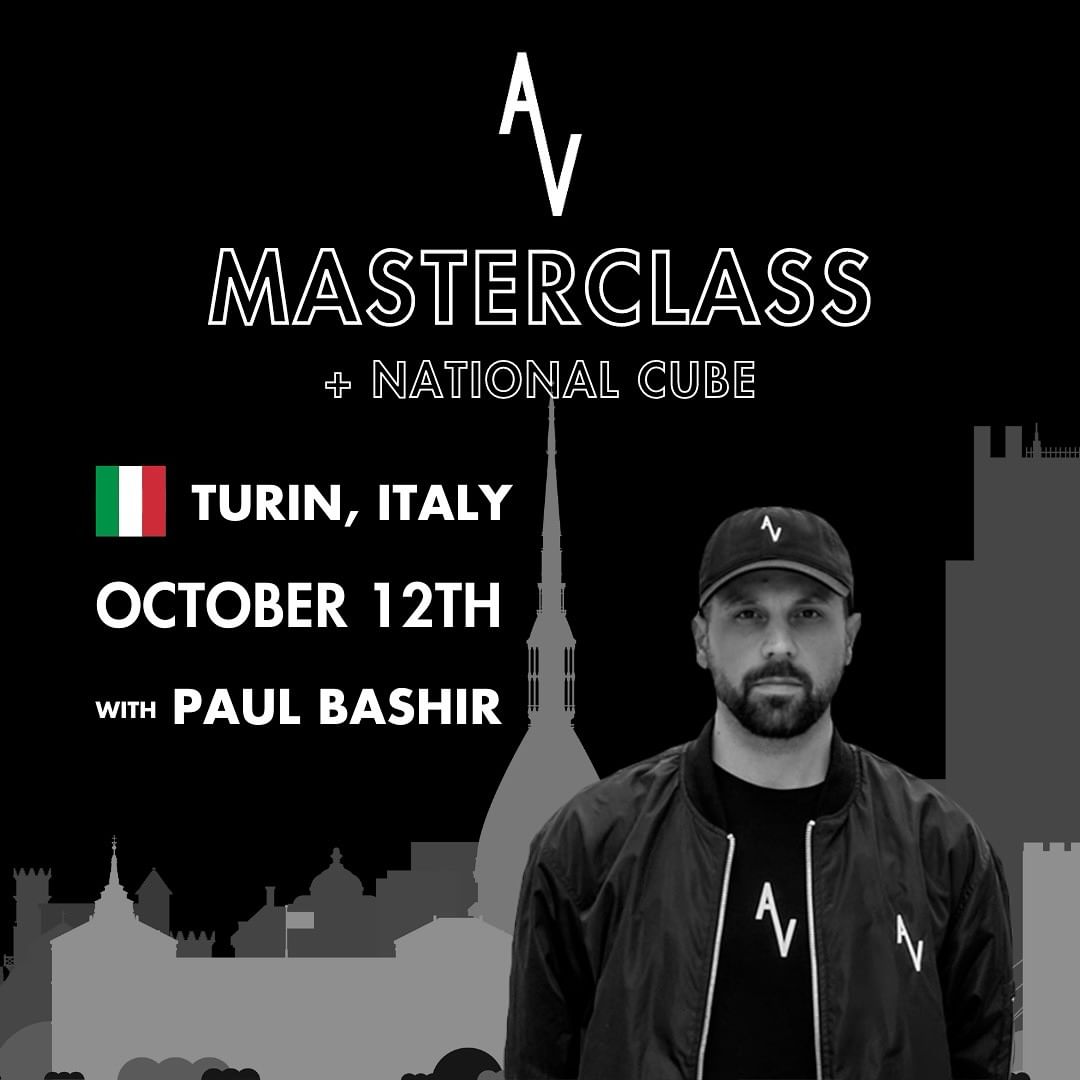 AV
MASTERCLASS
+ NATIONAL CUBE
TURIN, ITALY
OCTOBER 12TH
WITH PAUL BASHIR
AV
AV
AV